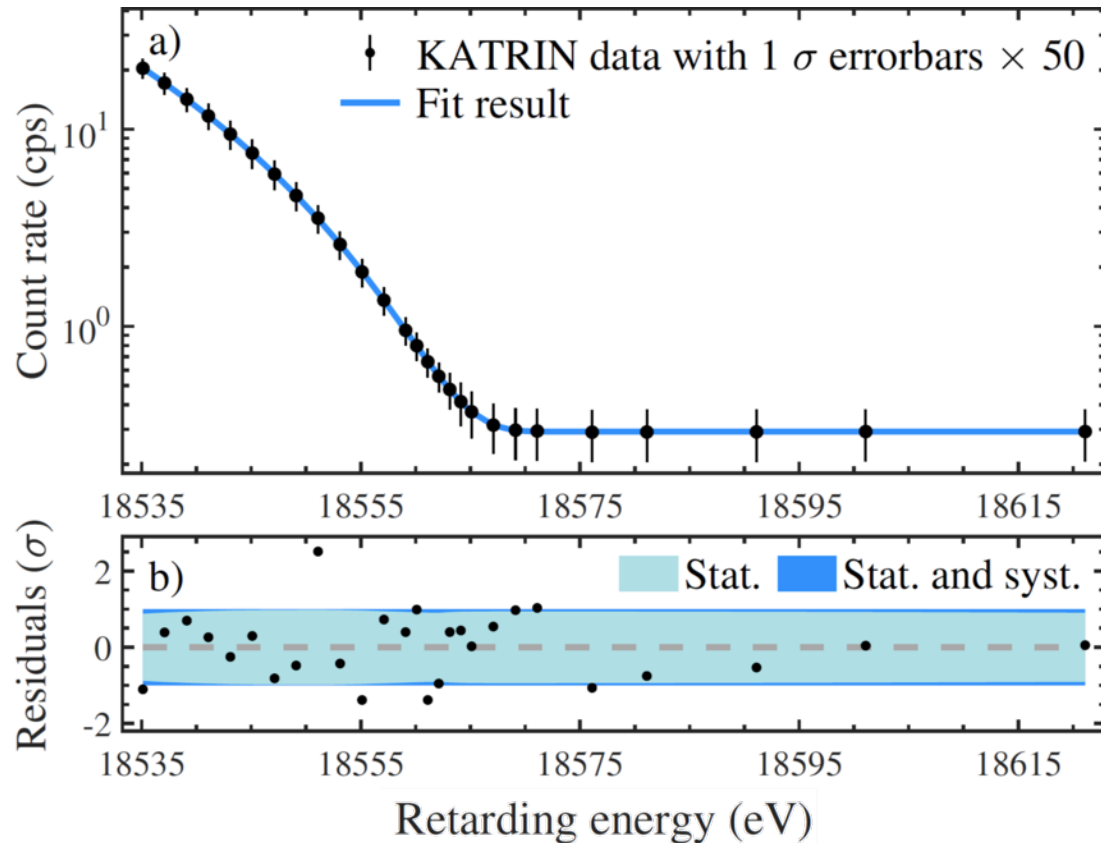 a)
KATRIN data with 1 σ errorbars × 50
Fit result
Count rate (cps)
10¹
10⁰
18535 18555 18575 18595 18615
b)
Stat. Stat. and syst.
Residuals (σ)
2
0
-2
18535 18555 18575 18595 18615
Retarding energy (eV)